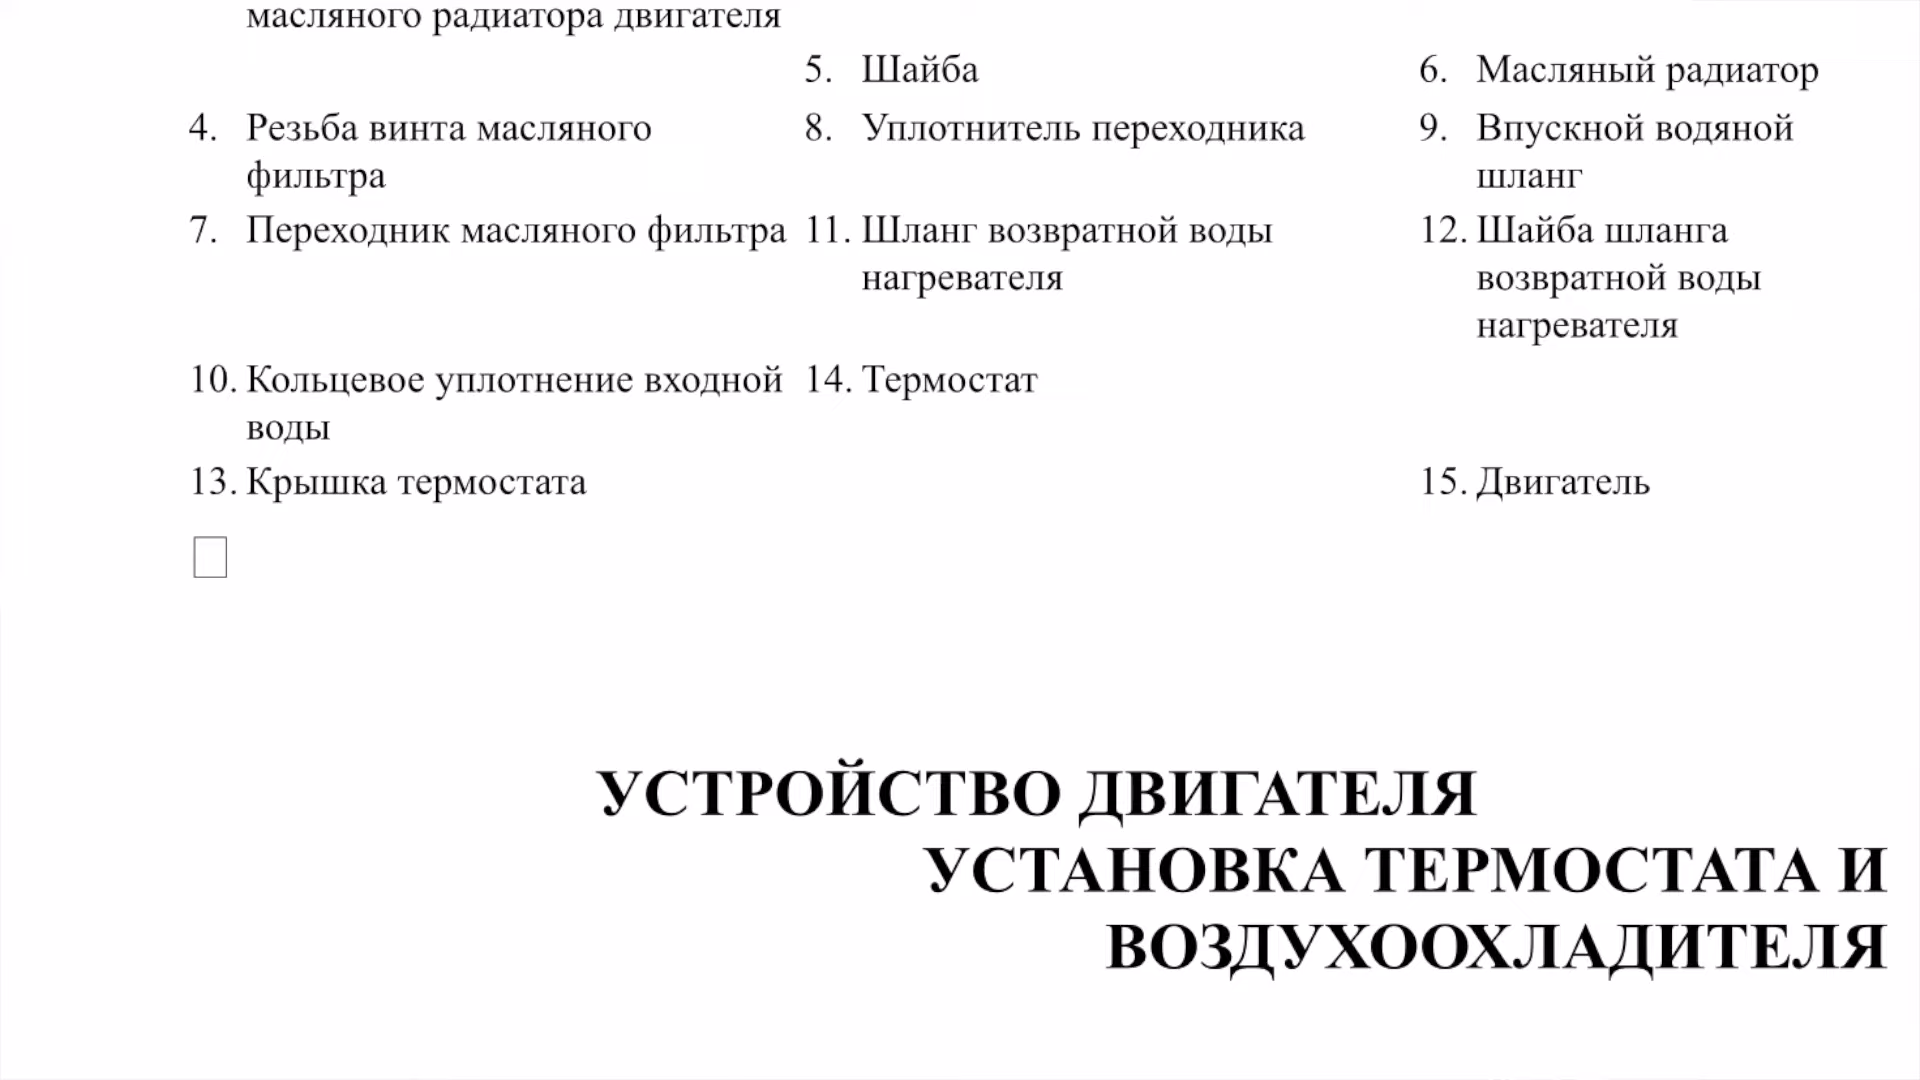 масляного радиатора двигателя
5. Шайба
6. Масляный радиатор
4. Резьба винта масляного
фильтра
8. Уплотнитель переходника
9. Впускной водяной
шланг
7. Переходник масляного фильтра
11. Шланг возвратной воды
нагревателя
12. Шайба шланга
возвратной воды
нагревателя
10. Кольцевое уплотнение входной
воды
14. Термостат
13. Крышка термостата
15. Двигатель
УСТРОЙСТВО ДВИГАТЕЛЯ
УСТАНОВКА ТЕРМОСТАТА И
ВОЗДУХООХЛАДИТЕЛЯ